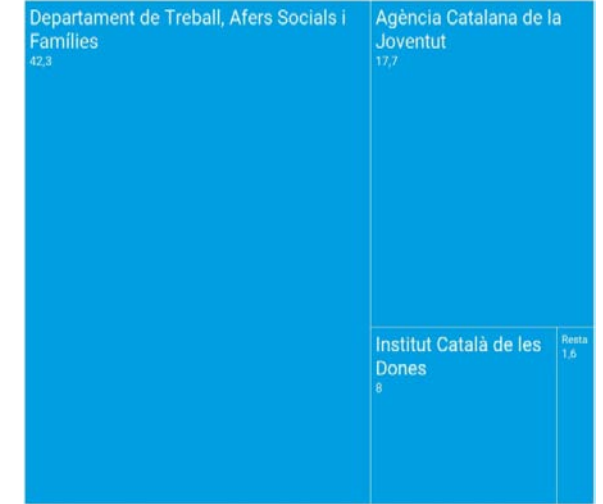 Departament de Treball, Afers Socials i
Famílies
42,3
Agència Catalana de la
Joventut
17,7
Institut Català de les
Dones
8
Resta
1,6